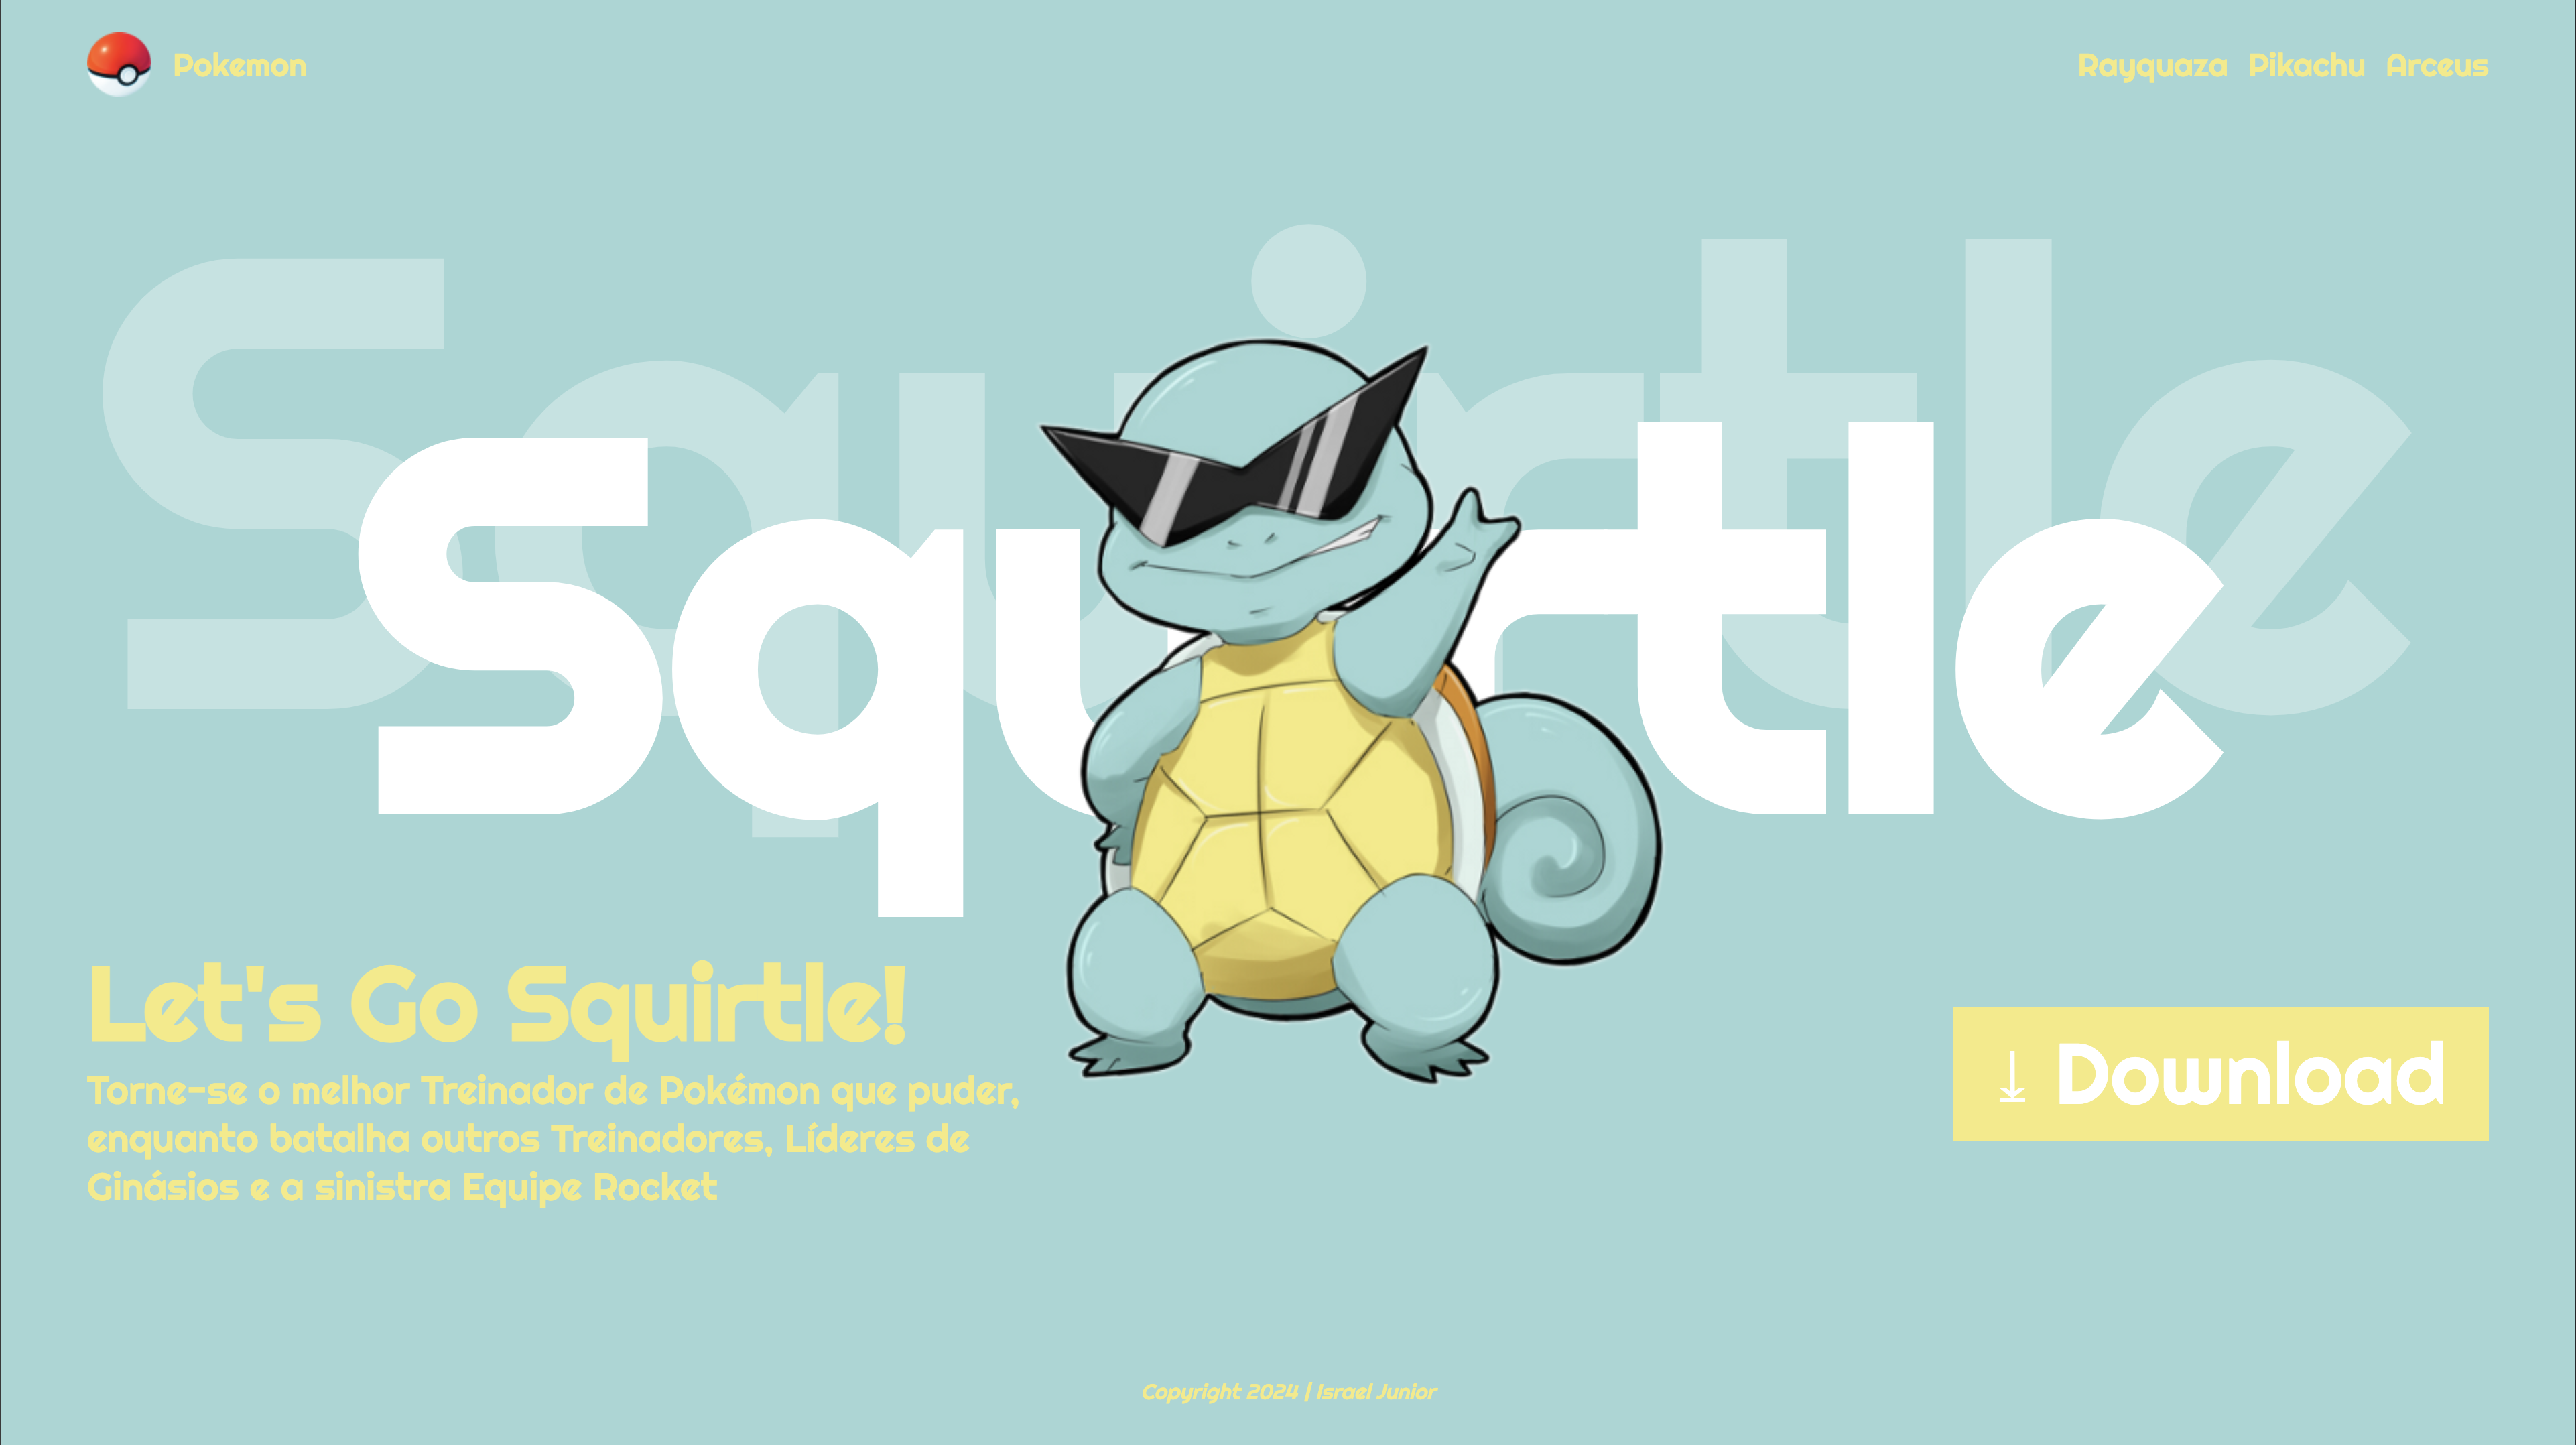 Pokemon
Rayquaza Pikachu Arceus
Squirtle
Squirtle
Let's Go Squirtle!
Torne-se o melhor Treinador de Pokémon que puder,
enquanto batalha outros Treinadores, Líderes de
Ginásios e a sinistra Equipe Rocket
Download
Copyright 2024 | Israel Junior